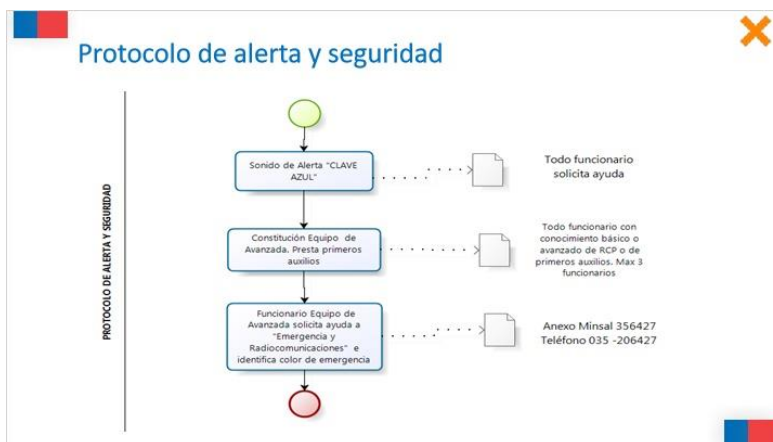 Protocolo de alerta y seguridad
PROTOCOLO DE ALERTA Y SEGURIDAD
Sonido de Alerta "CLAVE
AZUL"
Todo funcionario
solicita ayuda
Constitución Equipo de
Avanzada. Presta primeros
auxilios
Todo funcionario con
conocimiento básico o
avanzado de RCP o de
primeros auxilios. Max 3
funcionarios
Funcionario Equipo de
Avanzada solicita ayuda a
"Emergencia y
Radiocomunicaciones" e
identifica color de emergencia
Anexo Minsal 356427
Teléfono 035 -206427